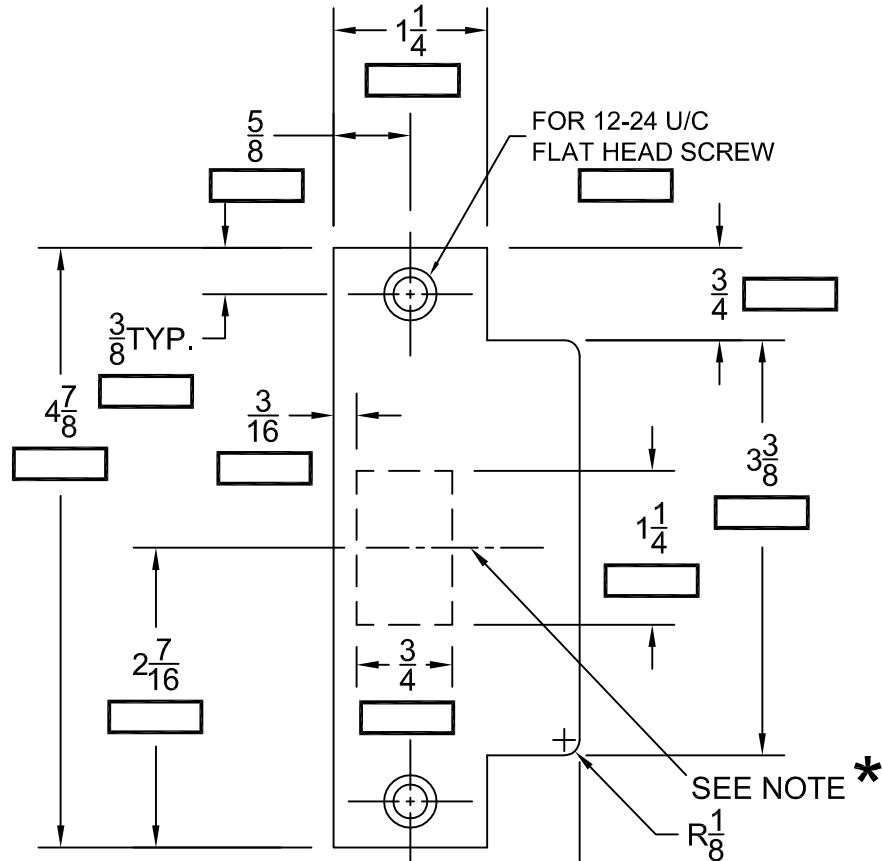 1 1/4
5/8
FOR 12-24 U/C
FLAT HEAD SCREW
3/4
3/8 TYP.
4 7/8
3/16
3 3/8
1 1/4
2 7/16
3/4
SEE NOTE *
R 1/8